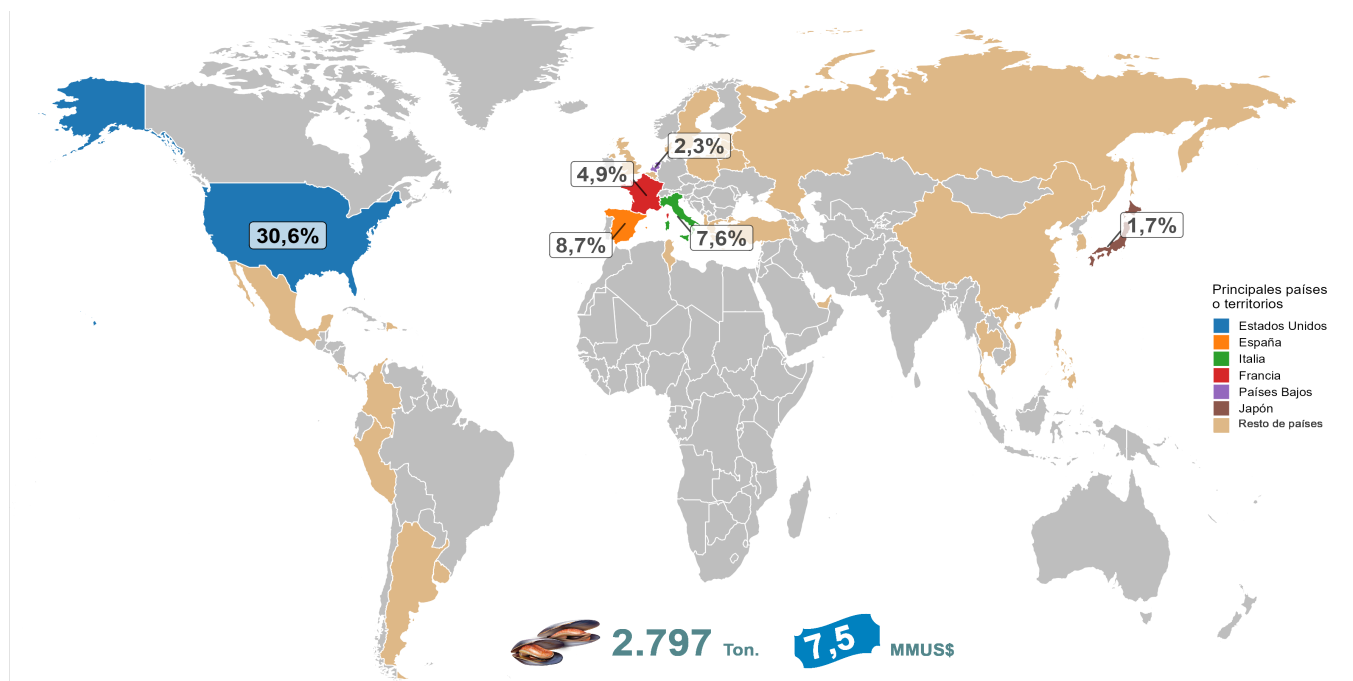 2,3%
4,9%
30,6%
8,7%
7,6%
1,7%
Principales países
o territorios
Estados Unidos
España
Italia
Francia
Países Bajos
Japón
Resto de países
2.797 Ton.
7,5 MMUS$